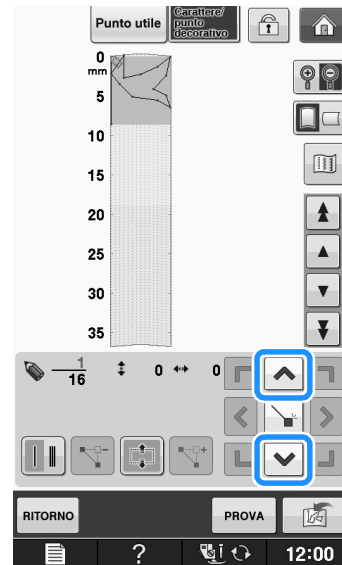 Punto utile
Carattere/
punto
decorativo
0
mm
5
10
15
20
25
30
35
1
16
0
0
RITORNO
PROVA
?
12:00